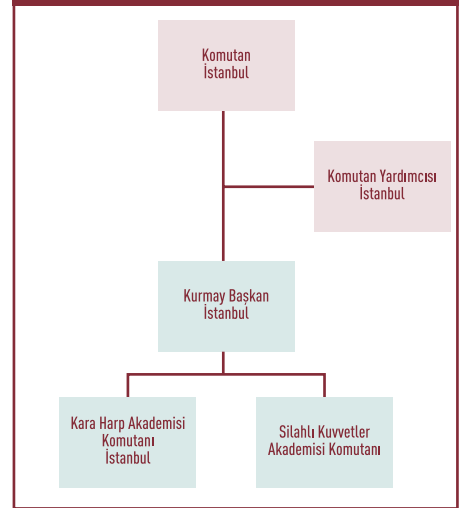 Komutan
İstanbul
Komutan Yardımcısı
İstanbul
Kurmay Başkan
İstanbul
Kara Harp Akademisi
Komutanı
İstanbul
Silahlı Kuvvetler
Akademisi Komutanı